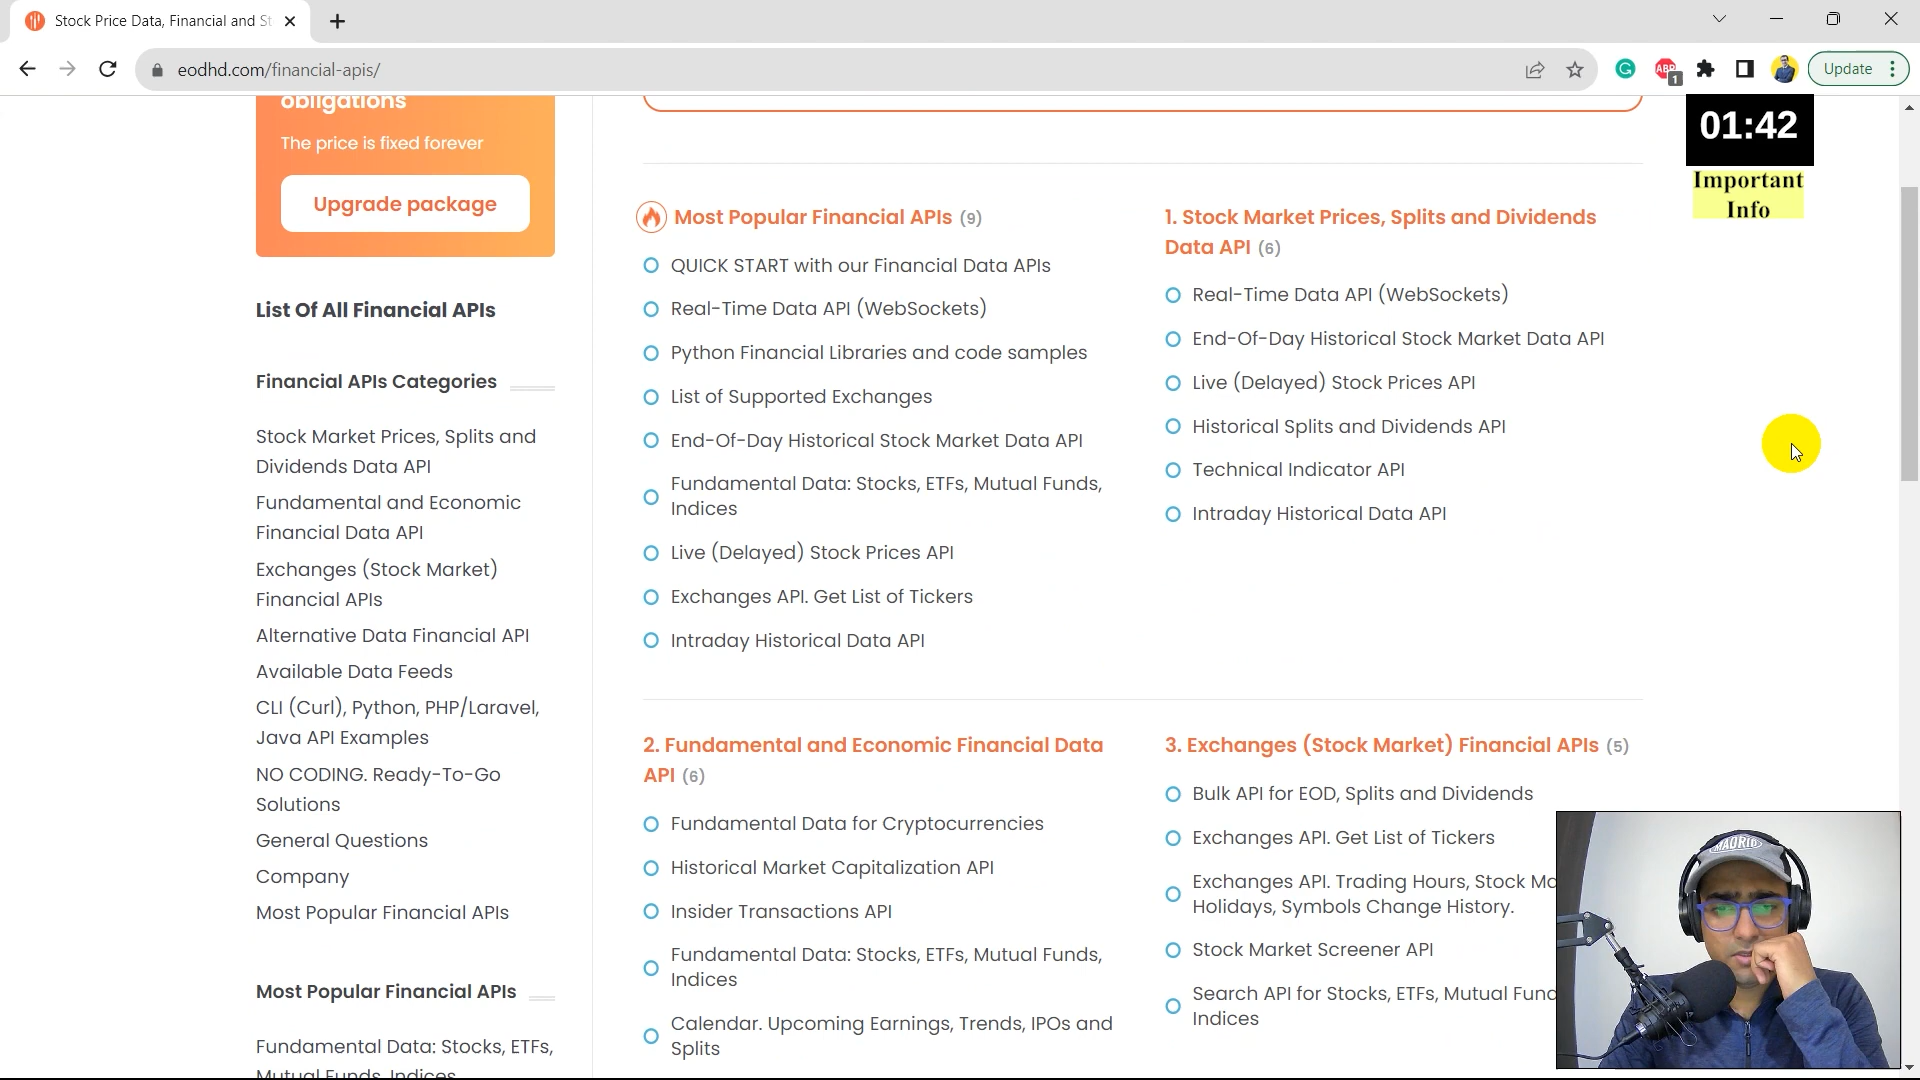 Stock Price Data, Financial and St
eodhd.com/financial-apis/
ABP
1
Update
01:42
Important
Info
obligations
The price is fixed forever
Upgrade package
List Of All Financial APIs
Financial APIs Categories
Stock Market Prices, Splits and
Dividends Data API
Fundamental and Economic
Financial Data API
Exchanges (Stock Market)
Financial APIs
Alternative Data Financial API
Available Data Feeds
CLI (Curl), Python, PHP/Laravel,
Java API Examples
NO CODING. Ready-To-Go
Solutions
General Questions
Company
Most Popular Financial APIs
Most Popular Financial APIs
Fundamental Data: Stocks, ETFs,
Mutual Funds, Indices
Most Popular Financial APIs (9)
QUICK START with our Financial Data APIs
Real-Time Data API (WebSockets)
Python Financial Libraries and code samples
List of Supported Exchanges
End-Of-Day Historical Stock Market Data API
Fundamental Data: Stocks, ETFs, Mutual Funds,
Indices
Live (Delayed) Stock Prices API
Exchanges API. Get List of Tickers
Intraday Historical Data API
1. Stock Market Prices, Splits and Dividends
Data API (6)
Real-Time Data API (WebSockets)
End-Of-Day Historical Stock Market Data API
Live (Delayed) Stock Prices API
Historical Splits and Dividends API
Technical Indicator API
Intraday Historical Data API
2. Fundamental and Economic Financial Data
API (6)
Fundamental Data for Cryptocurrencies
Historical Market Capitalization API
Insider Transactions API
Fundamental Data: Stocks, ETFs, Mutual Funds,
Indices
Calendar. Upcoming Earnings, Trends, IPOs and
Splits
3. Exchanges (Stock Market) Financial APIs (5)
Bulk API for EOD, Splits and Dividends
Exchanges API. Get List of Tickers
Exchanges API. Trading Hours, Stock Ma
Holidays, Symbols Change History.
Stock Market Screener API
Search API for Stocks, ETFs, Mutual Fund
Indices
MADRID